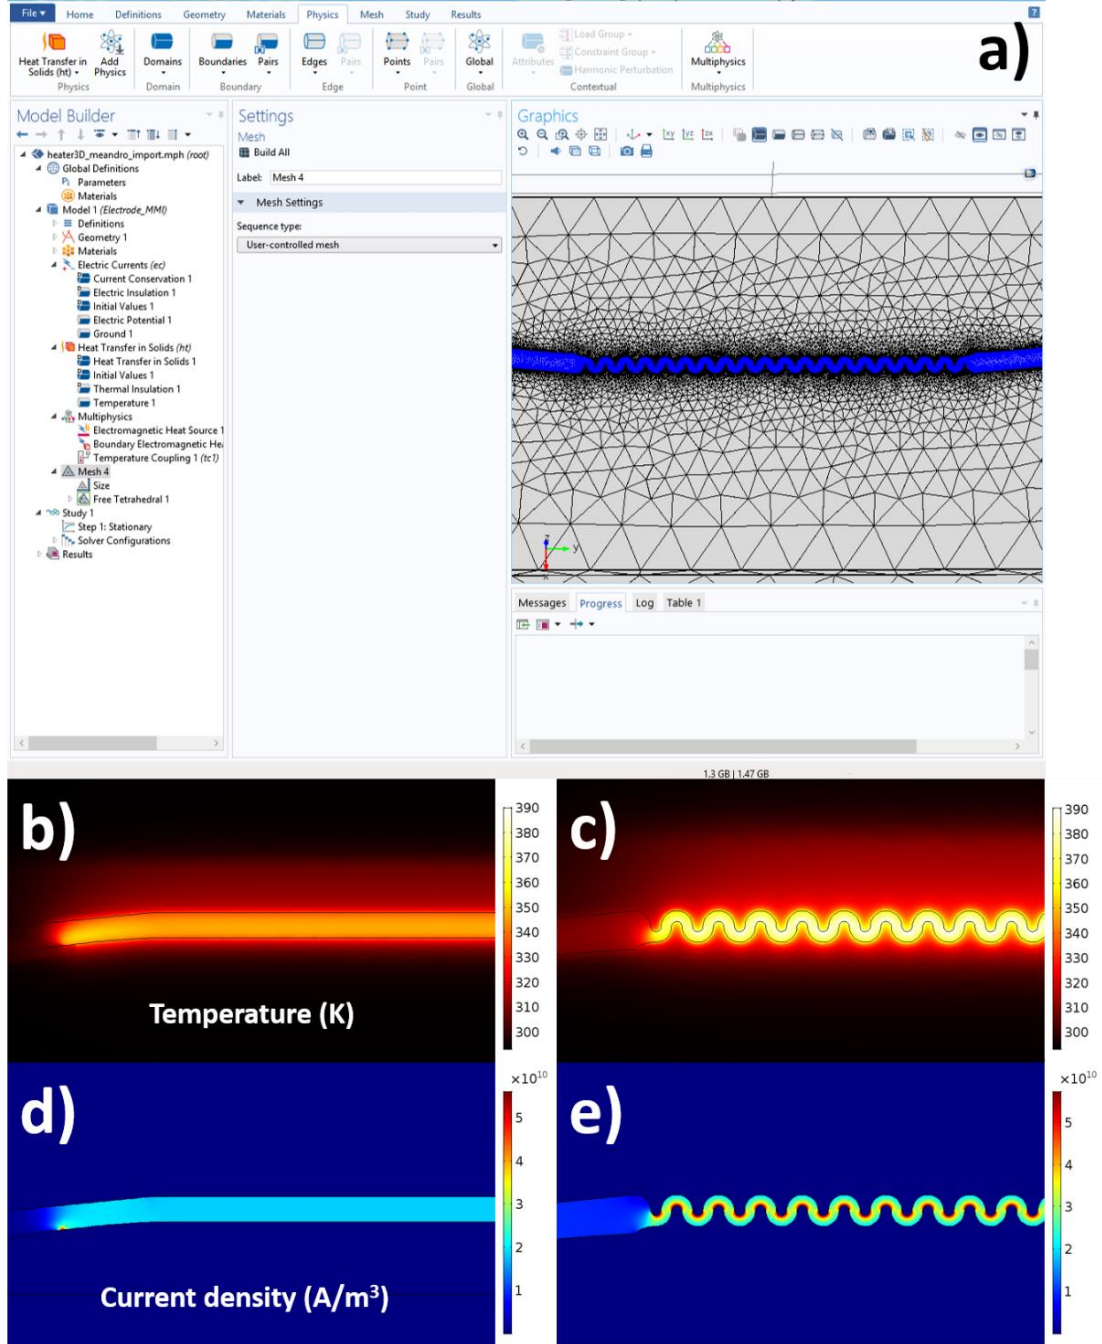 File
Home
Definitions
Geometry
Materials
Physics
Mesh
Study
Results
?
a)
Heat Transfer in Solids (ht)
Add Physics
Domains
Boundaries
Pairs
Edges
Pairs
Points
Pairs
Global
Attributes
Load Group
Constraint Group
Harmonic Perturbation
Multiphysics
Physics
Domain
Boundary
Edge
Point
Global
Contextual
Multiphysics
Model Builder
heater3D_meandro_import.mph (root)
Global Definitions
Pi Parameters
Materials
Model 1 (Electrode_MMI)
Definitions
Geometry 1
Materials
Electric Currents (ec)
Current Conservation 1
Electric Insulation 1
Initial Values 1
Electric Potential 1
Ground 1
Heat Transfer in Solids (ht)
Heat Transfer in Solids 1
Initial Values 1
Thermal Insulation 1
Temperature 1
Multiphysics
Electromagnetic Heat Source 1
Boundary Electromagnetic Hea
Temperature Coupling 1 (tc1)
Mesh 4
Size
Free Tetrahedral 1
Study 1
Step 1: Stationary
Solver Configurations
Results
Settings
Mesh
Build All
Label: Mesh 4
Mesh Settings
Sequence type:
User-controlled mesh
Graphics
xy yz zx
z
y
x
Messages Progress Log Table 1
1.3 GB | 1.47 GB
b)
Temperature (K)
390
380
370
360
350
340
330
320
310
300
c)
390
380
370
360
350
340
330
320
310
300
d)
Current density (A/m³)
×10¹⁰
5
4
3
2
1
e)
×10¹⁰
5
4
3
2
1